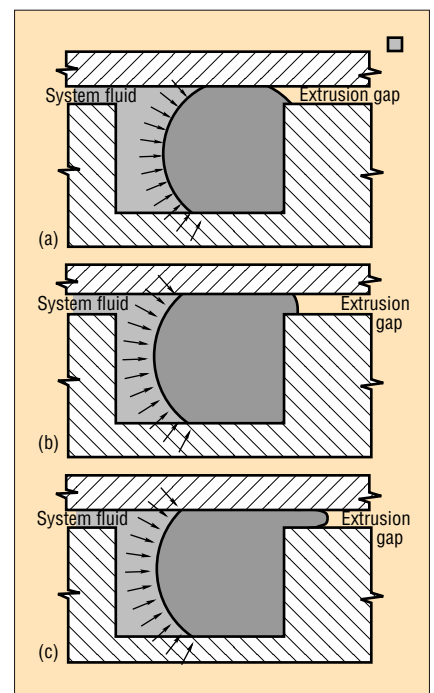 System fluid
Extrusion gap
(a)
System fluid
Extrusion
gap
(b)
System fluid
Extrusion
gap
(c)